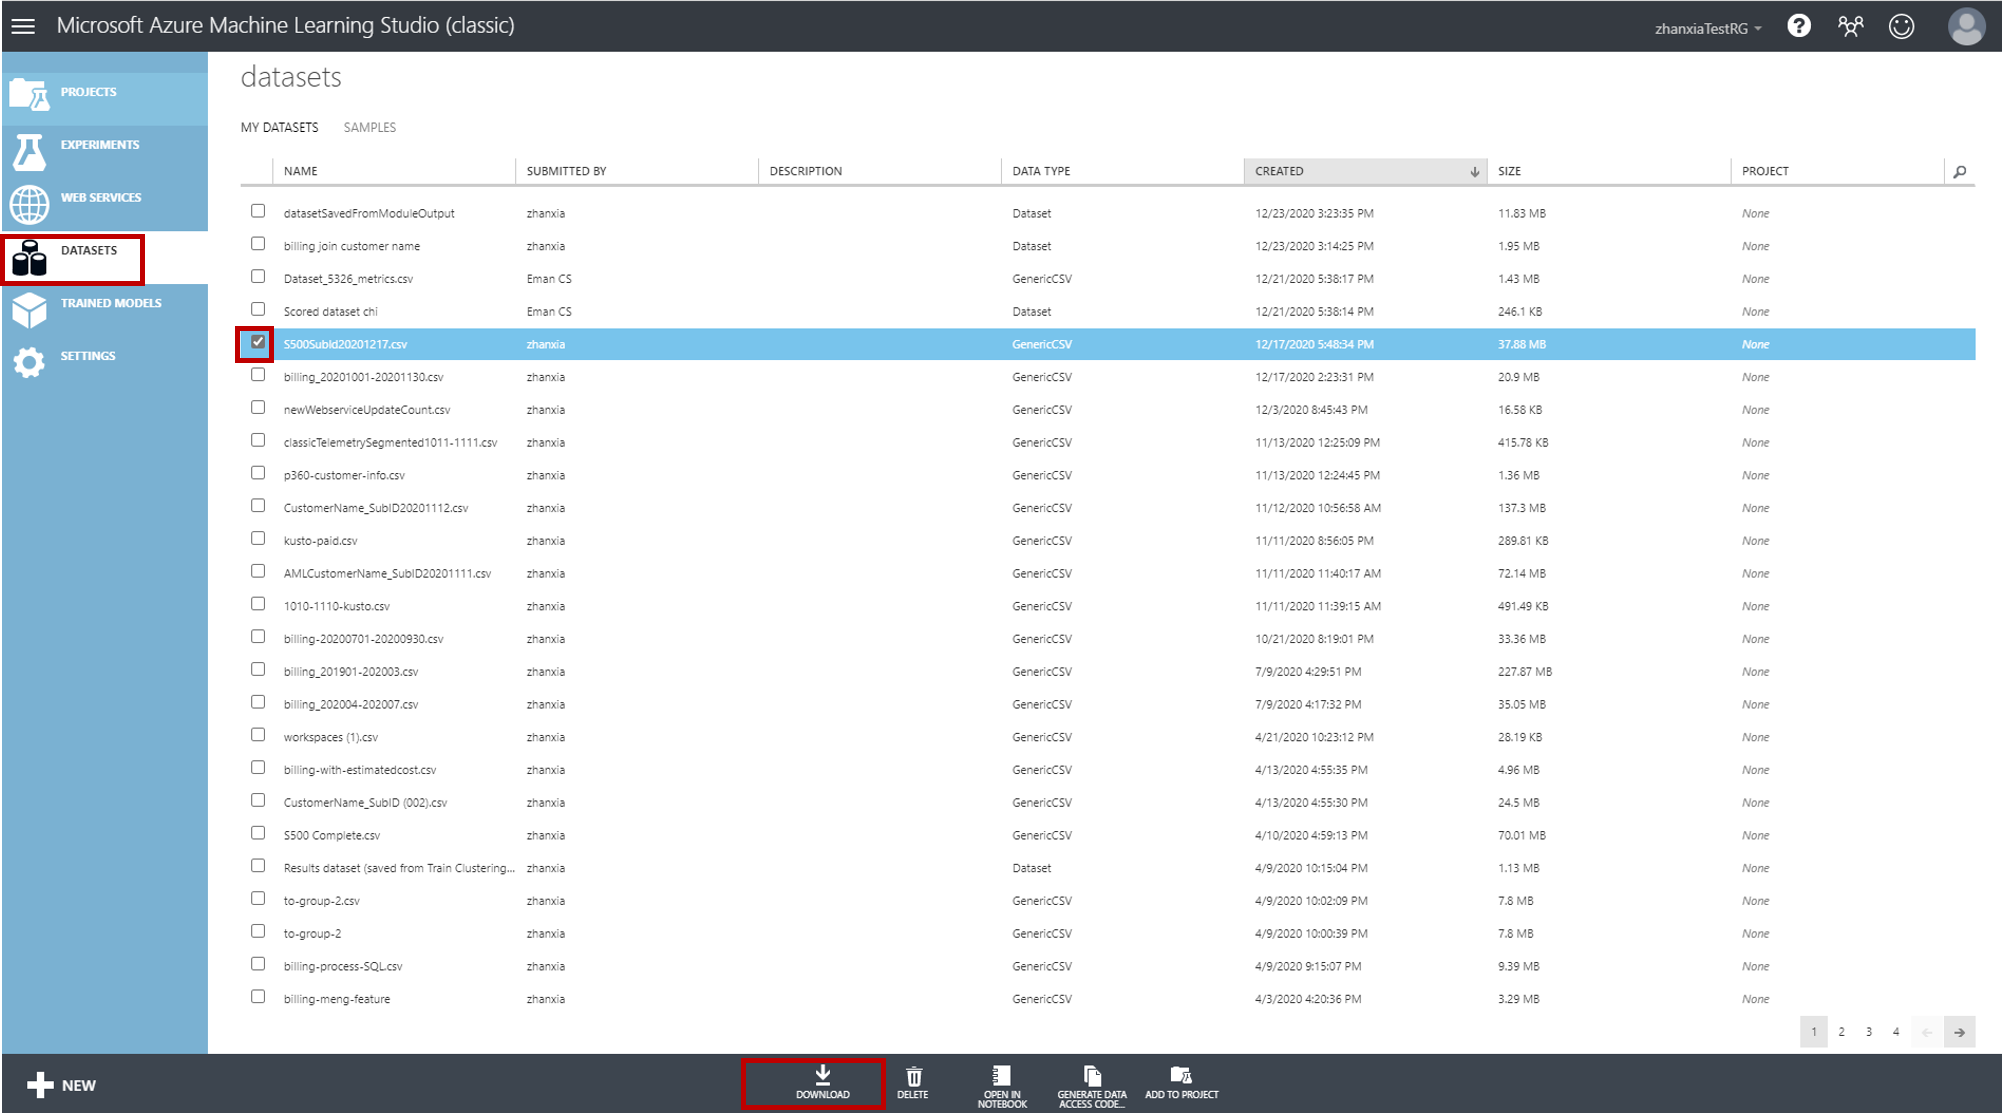 Microsoft Azure Machine Learning Studio (classic)
zhanxiaTestRG
?
PROJECTS
EXPERIMENTS
WEB SERVICES
DATASETS
TRAINED MODELS
SETTINGS
datasets
MY DATASETS SAMPLES
NAME SUBMITTED BY DESCRIPTION DATA TYPE CREATED SIZE PROJECT
datasetSavedFromModuleOutput zhanxia Dataset 12/23/2020 3:23:35 PM 11.83 MB None
billing join customer name zhanxia Dataset 12/23/2020 3:14:25 PM 1.95 MB None
Dataset_5326_metrics.csv Eman CS GenericCSV 12/21/2020 5:38:17 PM 1.43 MB None
Scored dataset chi Eman CS Dataset 12/21/2020 5:38:14 PM 246.1 KB None
S500SubId20201217.csv zhanxia GenericCSV 12/17/2020 5:48:34 PM 37.88 MB None
billing_20201001-20201130.csv zhanxia GenericCSV 12/17/2020 2:23:31 PM 20.9 MB None
newWebserviceUpdateCount.csv zhanxia GenericCSV 12/3/2020 8:45:43 PM 16.58 KB None
classicTelemetrySegmented1011-1111.csv zhanxia GenericCSV 11/13/2020 12:25:09 PM 415.78 KB None
p360-customer-info.csv zhanxia GenericCSV 11/13/2020 12:24:45 PM 1.36 MB None
CustomerName_SubID20201112.csv zhanxia GenericCSV 11/12/2020 10:56:58 AM 137.3 MB None
kusto-paid.csv zhanxia GenericCSV 11/11/2020 8:56:05 PM 289.81 KB None
AMLCustomerName_SubID20201111.csv zhanxia GenericCSV 11/11/2020 11:40:17 AM 72.14 MB None
1010-1110-kusto.csv zhanxia GenericCSV 11/11/2020 11:39:15 AM 491.49 KB None
billing-20200701-20200930.csv zhanxia GenericCSV 10/21/2020 8:19:01 PM 33.36 MB None
billing_201901-202003.csv zhanxia GenericCSV 7/9/2020 4:29:51 PM 227.87 MB None
billing_202004-202007.csv zhanxia GenericCSV 7/9/2020 4:17:32 PM 35.05 MB None
workspaces (1).csv zhanxia GenericCSV 4/21/2020 10:23:12 PM 28.19 KB None
billing-with-estimatedcost.csv zhanxia GenericCSV 4/13/2020 4:55:35 PM 4.96 MB None
CustomerName_SubID (002).csv zhanxia GenericCSV 4/13/2020 4:55:30 PM 24.5 MB None
S500 Complete.csv zhanxia GenericCSV 4/10/2020 4:59:13 PM 70.01 MB None
Results dataset (saved from Train Clustering... zhanxia Dataset 4/9/2020 10:15:04 PM 1.13 MB None
to-group-2.csv zhanxia GenericCSV 4/9/2020 10:02:09 PM 7.8 MB None
to-group-2 zhanxia GenericCSV 4/9/2020 10:00:39 PM 7.8 MB None
billing-process-SQL.csv zhanxia GenericCSV 4/9/2020 9:15:07 PM 9.39 MB None
billing-meng-feature zhanxia GenericCSV 4/3/2020 4:20:36 PM 3.29 MB None
1 2 3 4
NEW
DOWNLOAD
DELETE
OPEN IN
NOTEBOOK
GENERATE DATA
ACCESS CODE...
ADD TO PROJECT